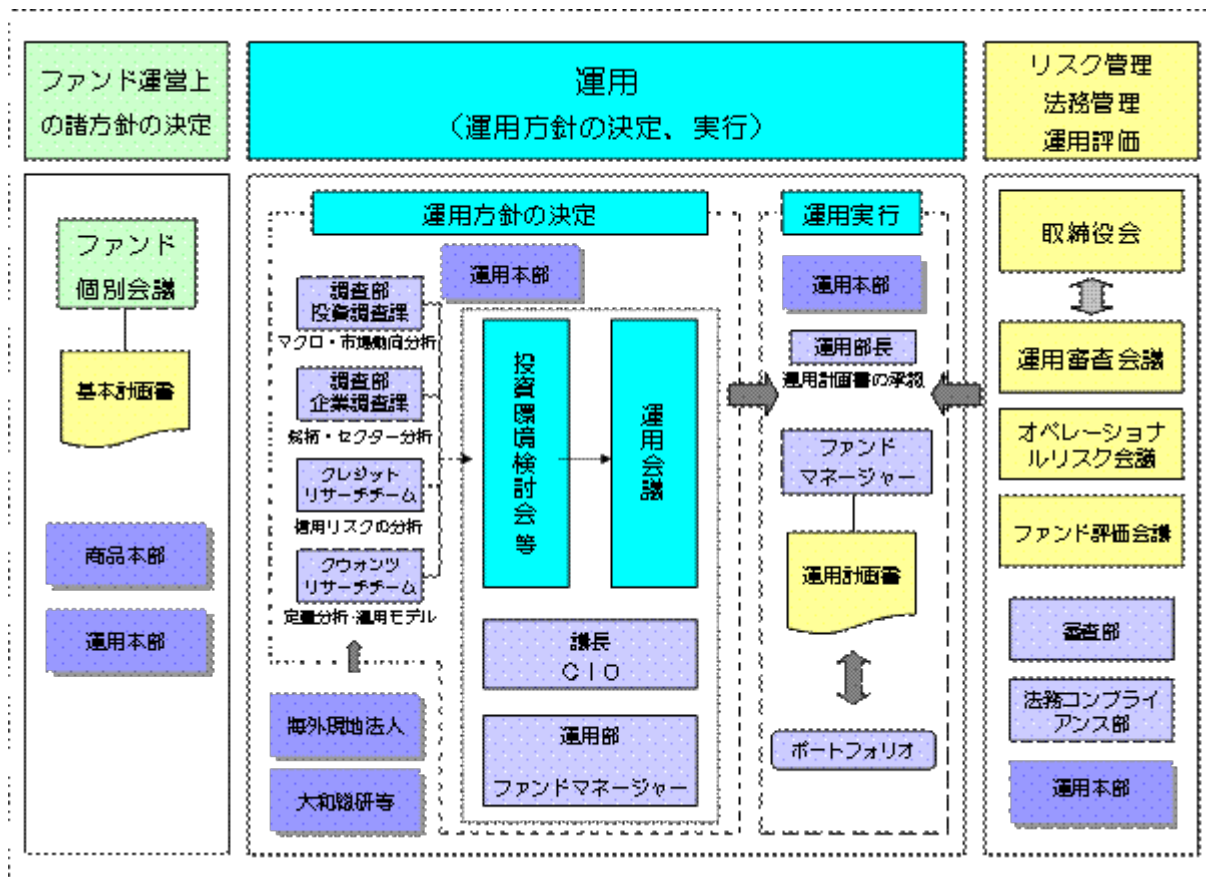 ファンド運営上
の諸方針の決定
ファンド
個別会議
基本計画書
商品本部
運用本部
運用
（運用方針の決定、実行）
運用方針の決定
運用本部
調査部
投資調査課
マクロ・市場動向分析
調査部
企業調査課
銘柄・セクター分析
クレジット
リサーチチーム
信用リスクの分析
クウォンツ
リサーチチーム
定量分析・運用モデル
海外現地法人
大和総研等
投資環境検討会等
運用会議
議長
ＣＩＯ
運用部
ファンドマネージャー
運用実行
運用本部
運用部長
運用計画書の承認
ファンド
マネージャー
運用計画書
ポートフォリオ
リスク管理
法務管理
運用評価
取締役会
運用審査会議
オペレーショナ
ルリスク会議
ファンド評価会議
審査部
法務コンプライ
アンス部
運用本部